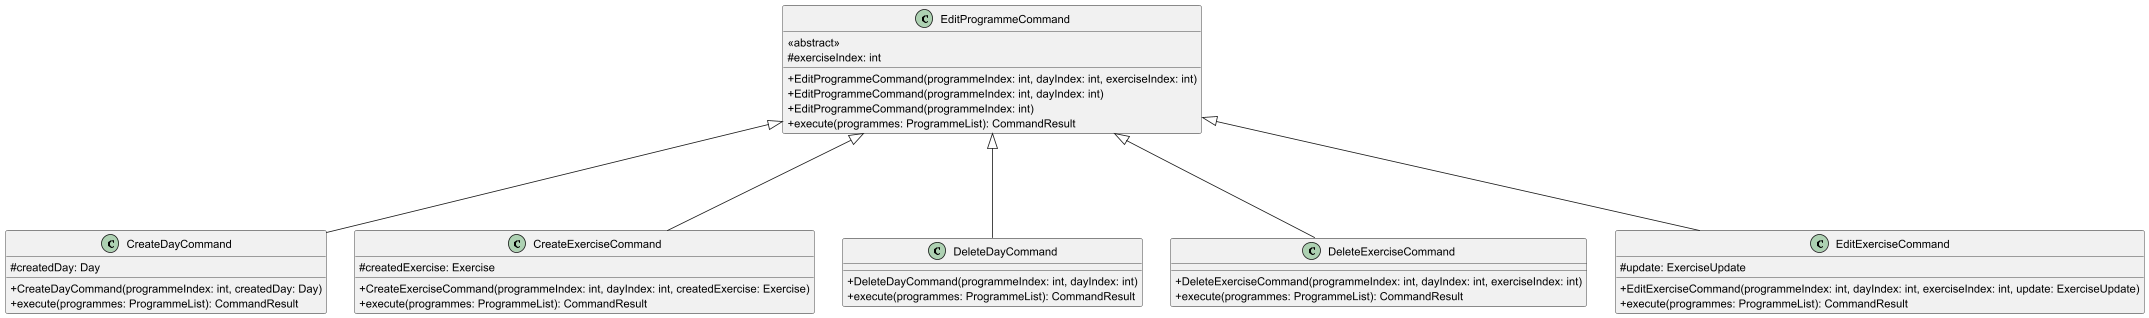 C EditProgrammeCommand
«abstract»
#exerciseIndex: int
+EditProgrammeCommand(programmeIndex: int, dayIndex: int, exerciseIndex: int)
+EditProgrammeCommand(programmeIndex: int, dayIndex: int)
+EditProgrammeCommand(programmeIndex: int)
+execute(programmes: ProgrammeList): CommandResult
C CreateDayCommand
#createdDay: Day
+CreateDayCommand(programmeIndex: int, createdDay: Day)
+execute(programmes: ProgrammeList): CommandResult
C CreateExerciseCommand
#createdExercise: Exercise
+CreateExerciseCommand(programmeIndex: int, dayIndex: int, createdExercise: Exercise)
+execute(programmes: ProgrammeList): CommandResult
C DeleteDayCommand
+DeleteDayCommand(programmeIndex: int, dayIndex: int)
+execute(programmes: ProgrammeList): CommandResult
C DeleteExerciseCommand
+DeleteExerciseCommand(programmeIndex: int, dayIndex: int, exerciseIndex: int)
+execute(programmes: ProgrammeList): CommandResult
C EditExerciseCommand
#update: ExerciseUpdate
+EditExerciseCommand(programmeIndex: int, dayIndex: int, exerciseIndex: int, update: ExerciseUpdate)
+execute(programmes: ProgrammeList): CommandResult